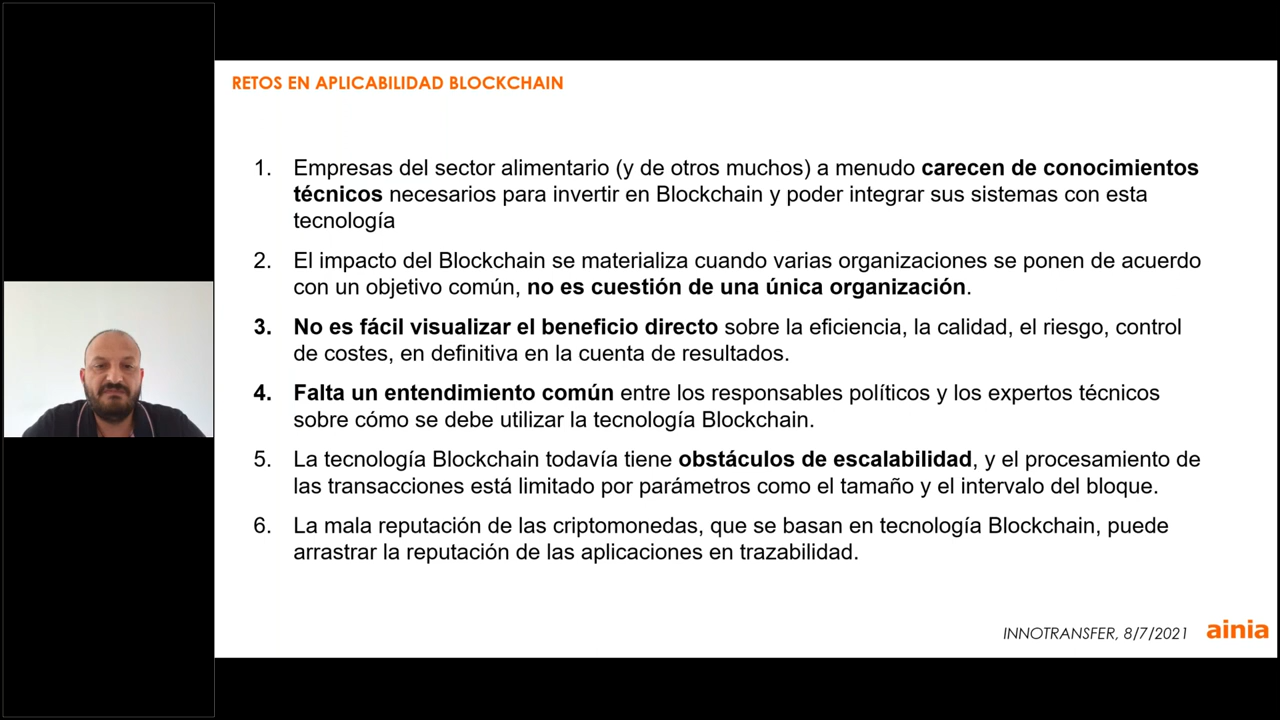 RETOS EN APLICABILIDAD BLOCKCHAIN
1. Empresas del sector alimentario (y de otros muchos) a menudo carecen de conocimientos
técnicos necesarios para invertir en Blockchain y poder integrar sus sistemas con esta
tecnología
2. El impacto del Blockchain se materializa cuando varias organizaciones se ponen de acuerdo
con un objetivo común, no es cuestión de una única organización.
3. No es fácil visualizar el beneficio directo sobre la eficiencia, la calidad, el riesgo, control
de costes, en definitiva en la cuenta de resultados.
4. Falta un entendimiento común entre los responsables políticos y los expertos técnicos
sobre cómo se debe utilizar la tecnología Blockchain.
5. La tecnología Blockchain todavía tiene obstáculos de escalabilidad, y el procesamiento de
las transacciones está limitado por parámetros como el tamaño y el intervalo del bloque.
6. La mala reputación de las criptomonedas, que se basan en tecnología Blockchain, puede
arrastrar la reputación de las aplicaciones en trazabilidad.
INNOTRANSFER, 8/7/2021 ainia